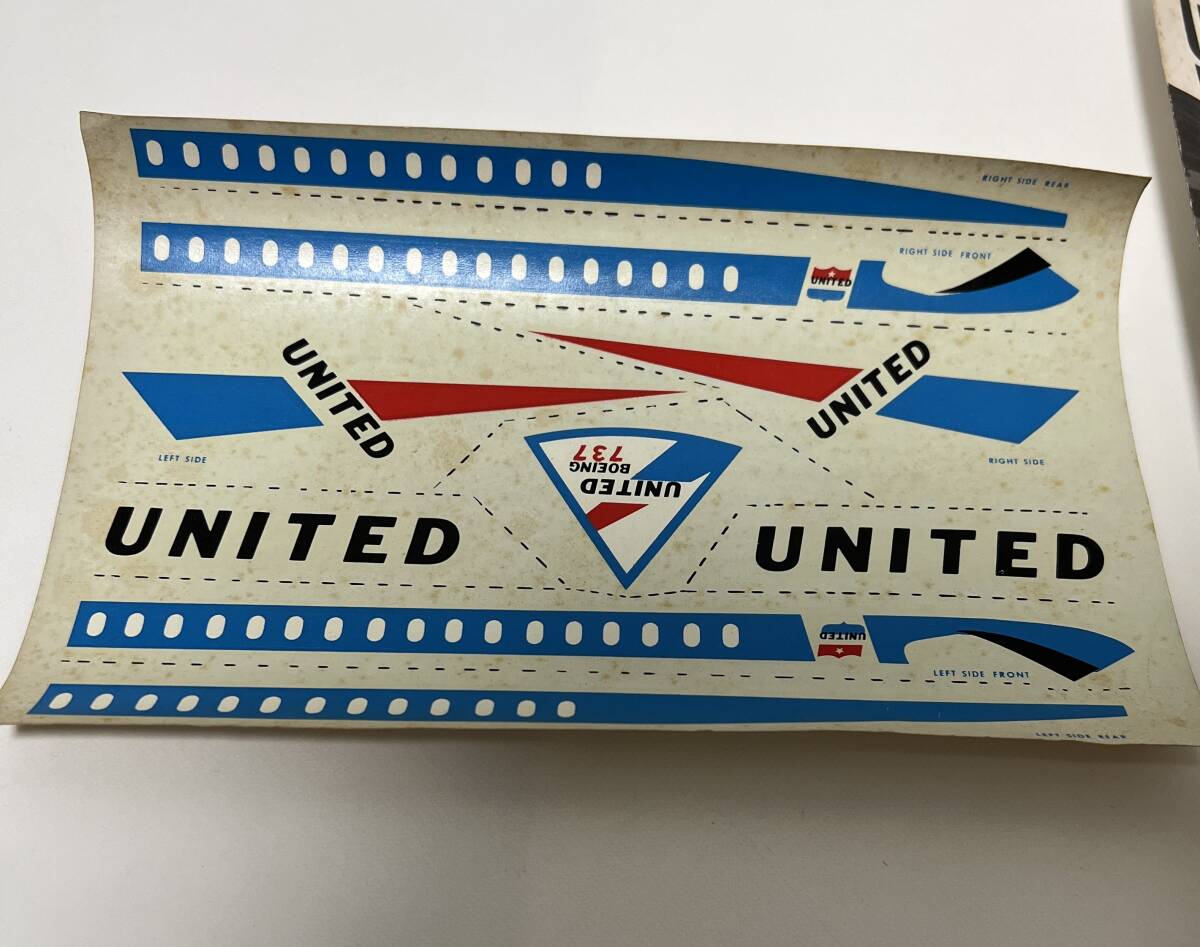 RIGHT SIDE REAR
RIGHT SIDE FRONT
UNITED
UNITED
UNITED
LEFT SIDE
RIGHT SIDE
737
BOEING
UNITED
UNITED
UNITED
UNITED
LEFT SIDE FRONT
LEFT SIDE REAR